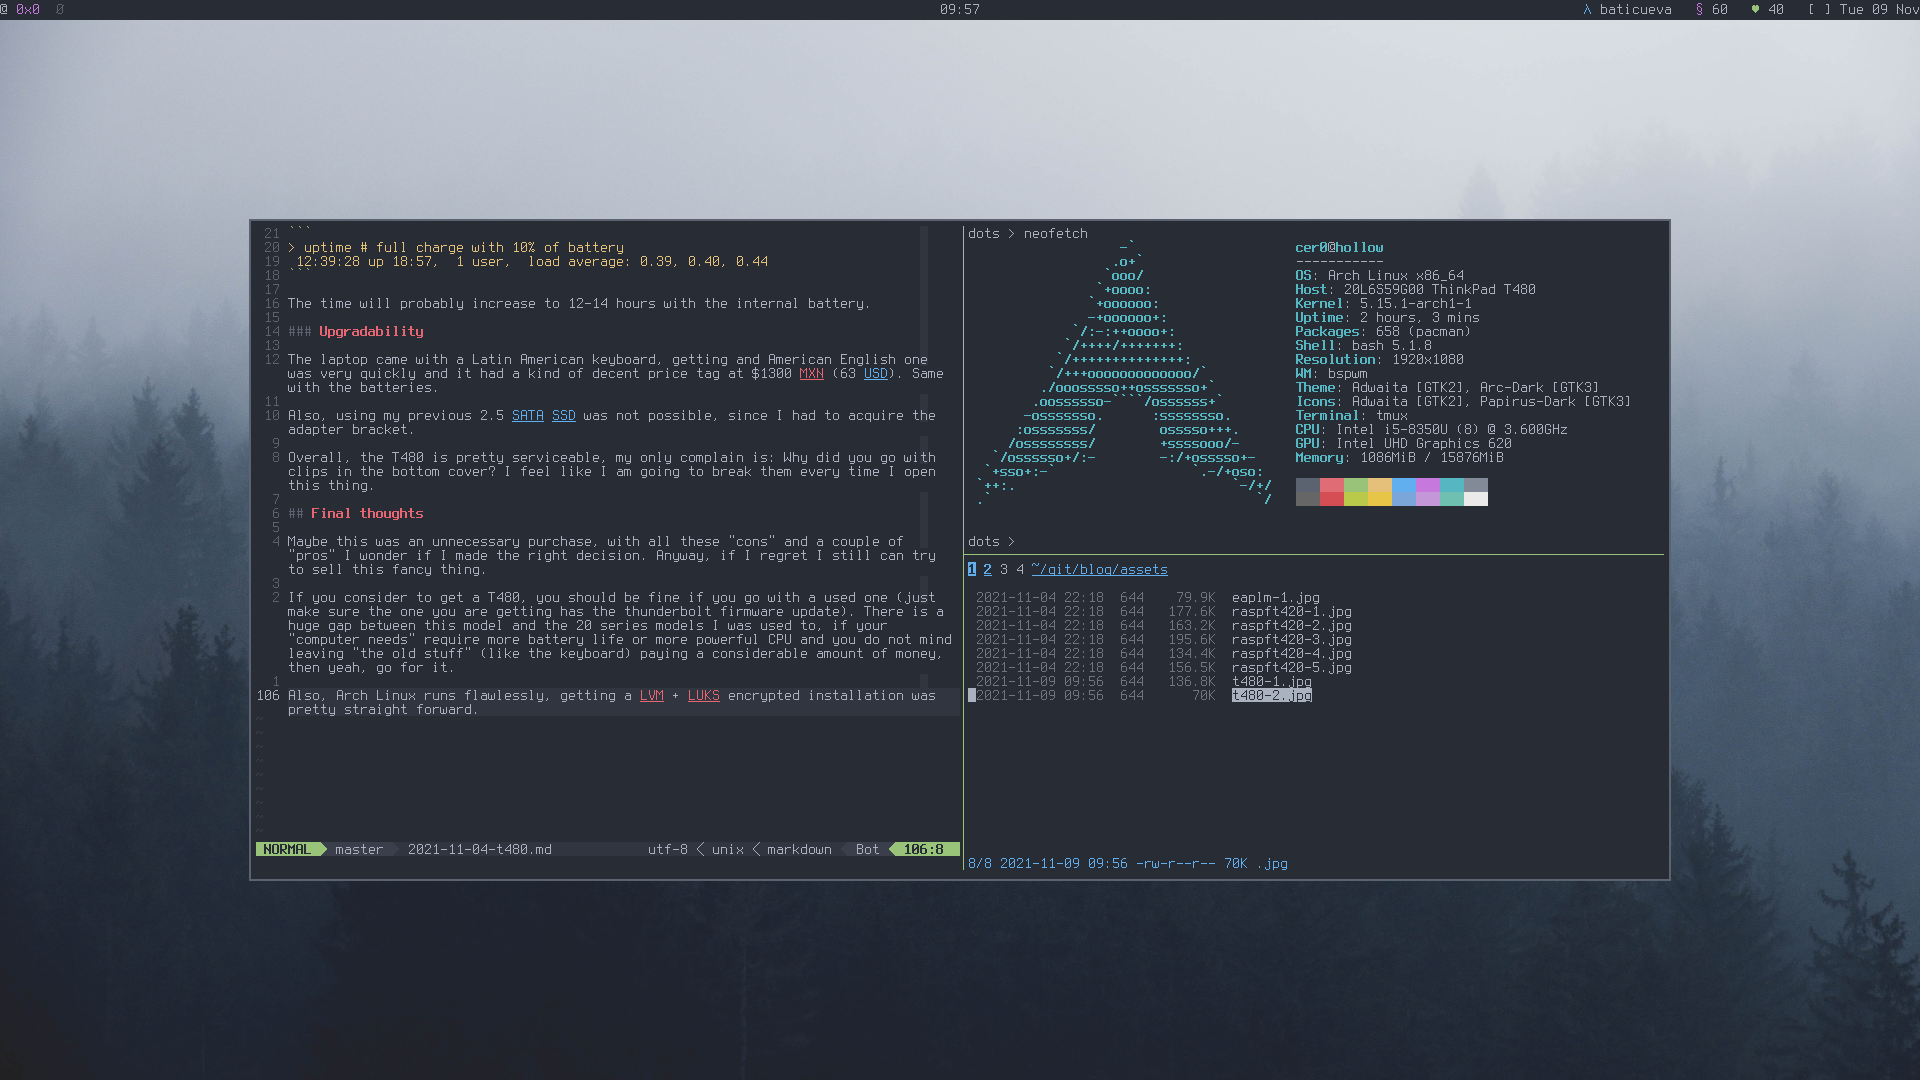 @ 0x0 0 09:57 λ baticueva § 60 ♥ 40 [ ] Tue 09 Nov
21 ```
20 > uptime # full charge with 10% of battery
19  12:39:28 up 18:57,  1 user,  load average: 0.39, 0.40, 0.44
18 ```
17
16 The time will probably increase to 12-14 hours with the internal battery.
15
14 ### Upgradability
13
12 The laptop came with a Latin American keyboard, getting and American English one
was very quickly and it had a kind of decent price tag at $1300 MXN (63 USD). Same
with the batteries.
11
10 Also, using my previous 2.5 SATA SSD was not possible, since I had to acquire the
adapter bracket.
9
8 Overall, the T480 is pretty serviceable, my only complain is: Why did you go with
clips in the bottom cover? I feel like I am going to break them every time I open
this thing.
7
6 ## Final thoughts
5
4 Maybe this was an unnecessary purchase, with all these "cons" and a couple of
"pros" I wonder if I made the right decision. Anyway, if I regret I still can try
to sell this fancy thing.
3
2 If you consider to get a T480, you should be fine if you go with a used one (just
make sure the one you are getting has the thunderbolt firmware update). There is a
huge gap between this model and the 20 series models I was used to, if your
"computer needs" require more battery life or more powerful CPU and you do not mind
leaving "the old stuff" (like the keyboard) paying a considerable amount of money,
then yeah, go for it.
1
106 Also, Arch Linux runs flawlessly, getting a LVM + LUKS encrypted installation was
pretty straight forward.
~
~
~
~
~
~
~
~
~
NORMAL master 2021-11-04-t480.md utf-8 < unix < markdown Bot 106:8
dots > neofetch
-`
.o+`
`ooo/
`+oooo:
`+oooooo:
-+oooooo+:
`/:-:++oooo+:
`/++++/+++++++:
`/++++++++++++++:
`/+++ooooooooooooo/`
./ooosssso++osssssso+`
.oossssso-````/ossssss+`
-osssssso.      :ssssssso.
:osssssss/        osssso+++.
/ossssssss/        +ssssooo/-
`/ossssso+/:-        -:/+osssso+-
`+sso+:-`                 `.-/+oso:
`++:.                           `-/+/
.`                                 `/
cer0@hollow
-----------
OS: Arch Linux x86_64
Host: 20L6S59G00 ThinkPad T480
Kernel: 5.15.1-arch1-1
Uptime: 2 hours, 3 mins
Packages: 658 (pacman)
Shell: bash 5.1.8
Resolution: 1920x1080
WM: bspwm
Theme: Adwaita [GTK2], Arc-Dark [GTK3]
Icons: Adwaita [GTK2], Papirus-Dark [GTK3]
Terminal: tmux
CPU: Intel i5-8350U (8) @ 3.600GHz
GPU: Intel UHD Graphics 620
Memory: 1086MiB / 15876MiB
dots >
1 2 3 4 ~/git/blog/assets
2021-11-04 22:18  644    79.9K  eaplm-1.jpg
2021-11-04 22:18  644   177.6K  raspft420-1.jpg
2021-11-04 22:18  644   163.2K  raspft420-2.jpg
2021-11-04 22:18  644   195.6K  raspft420-3.jpg
2021-11-04 22:18  644   134.4K  raspft420-4.jpg
2021-11-04 22:18  644   156.5K  raspft420-5.jpg
2021-11-09 09:56  644   136.8K  t480-1.jpg
2021-11-09 09:56  644      70K  t480-2.jpg
8/8 2021-11-09 09:56 -rw-r--r-- 70K .jpg